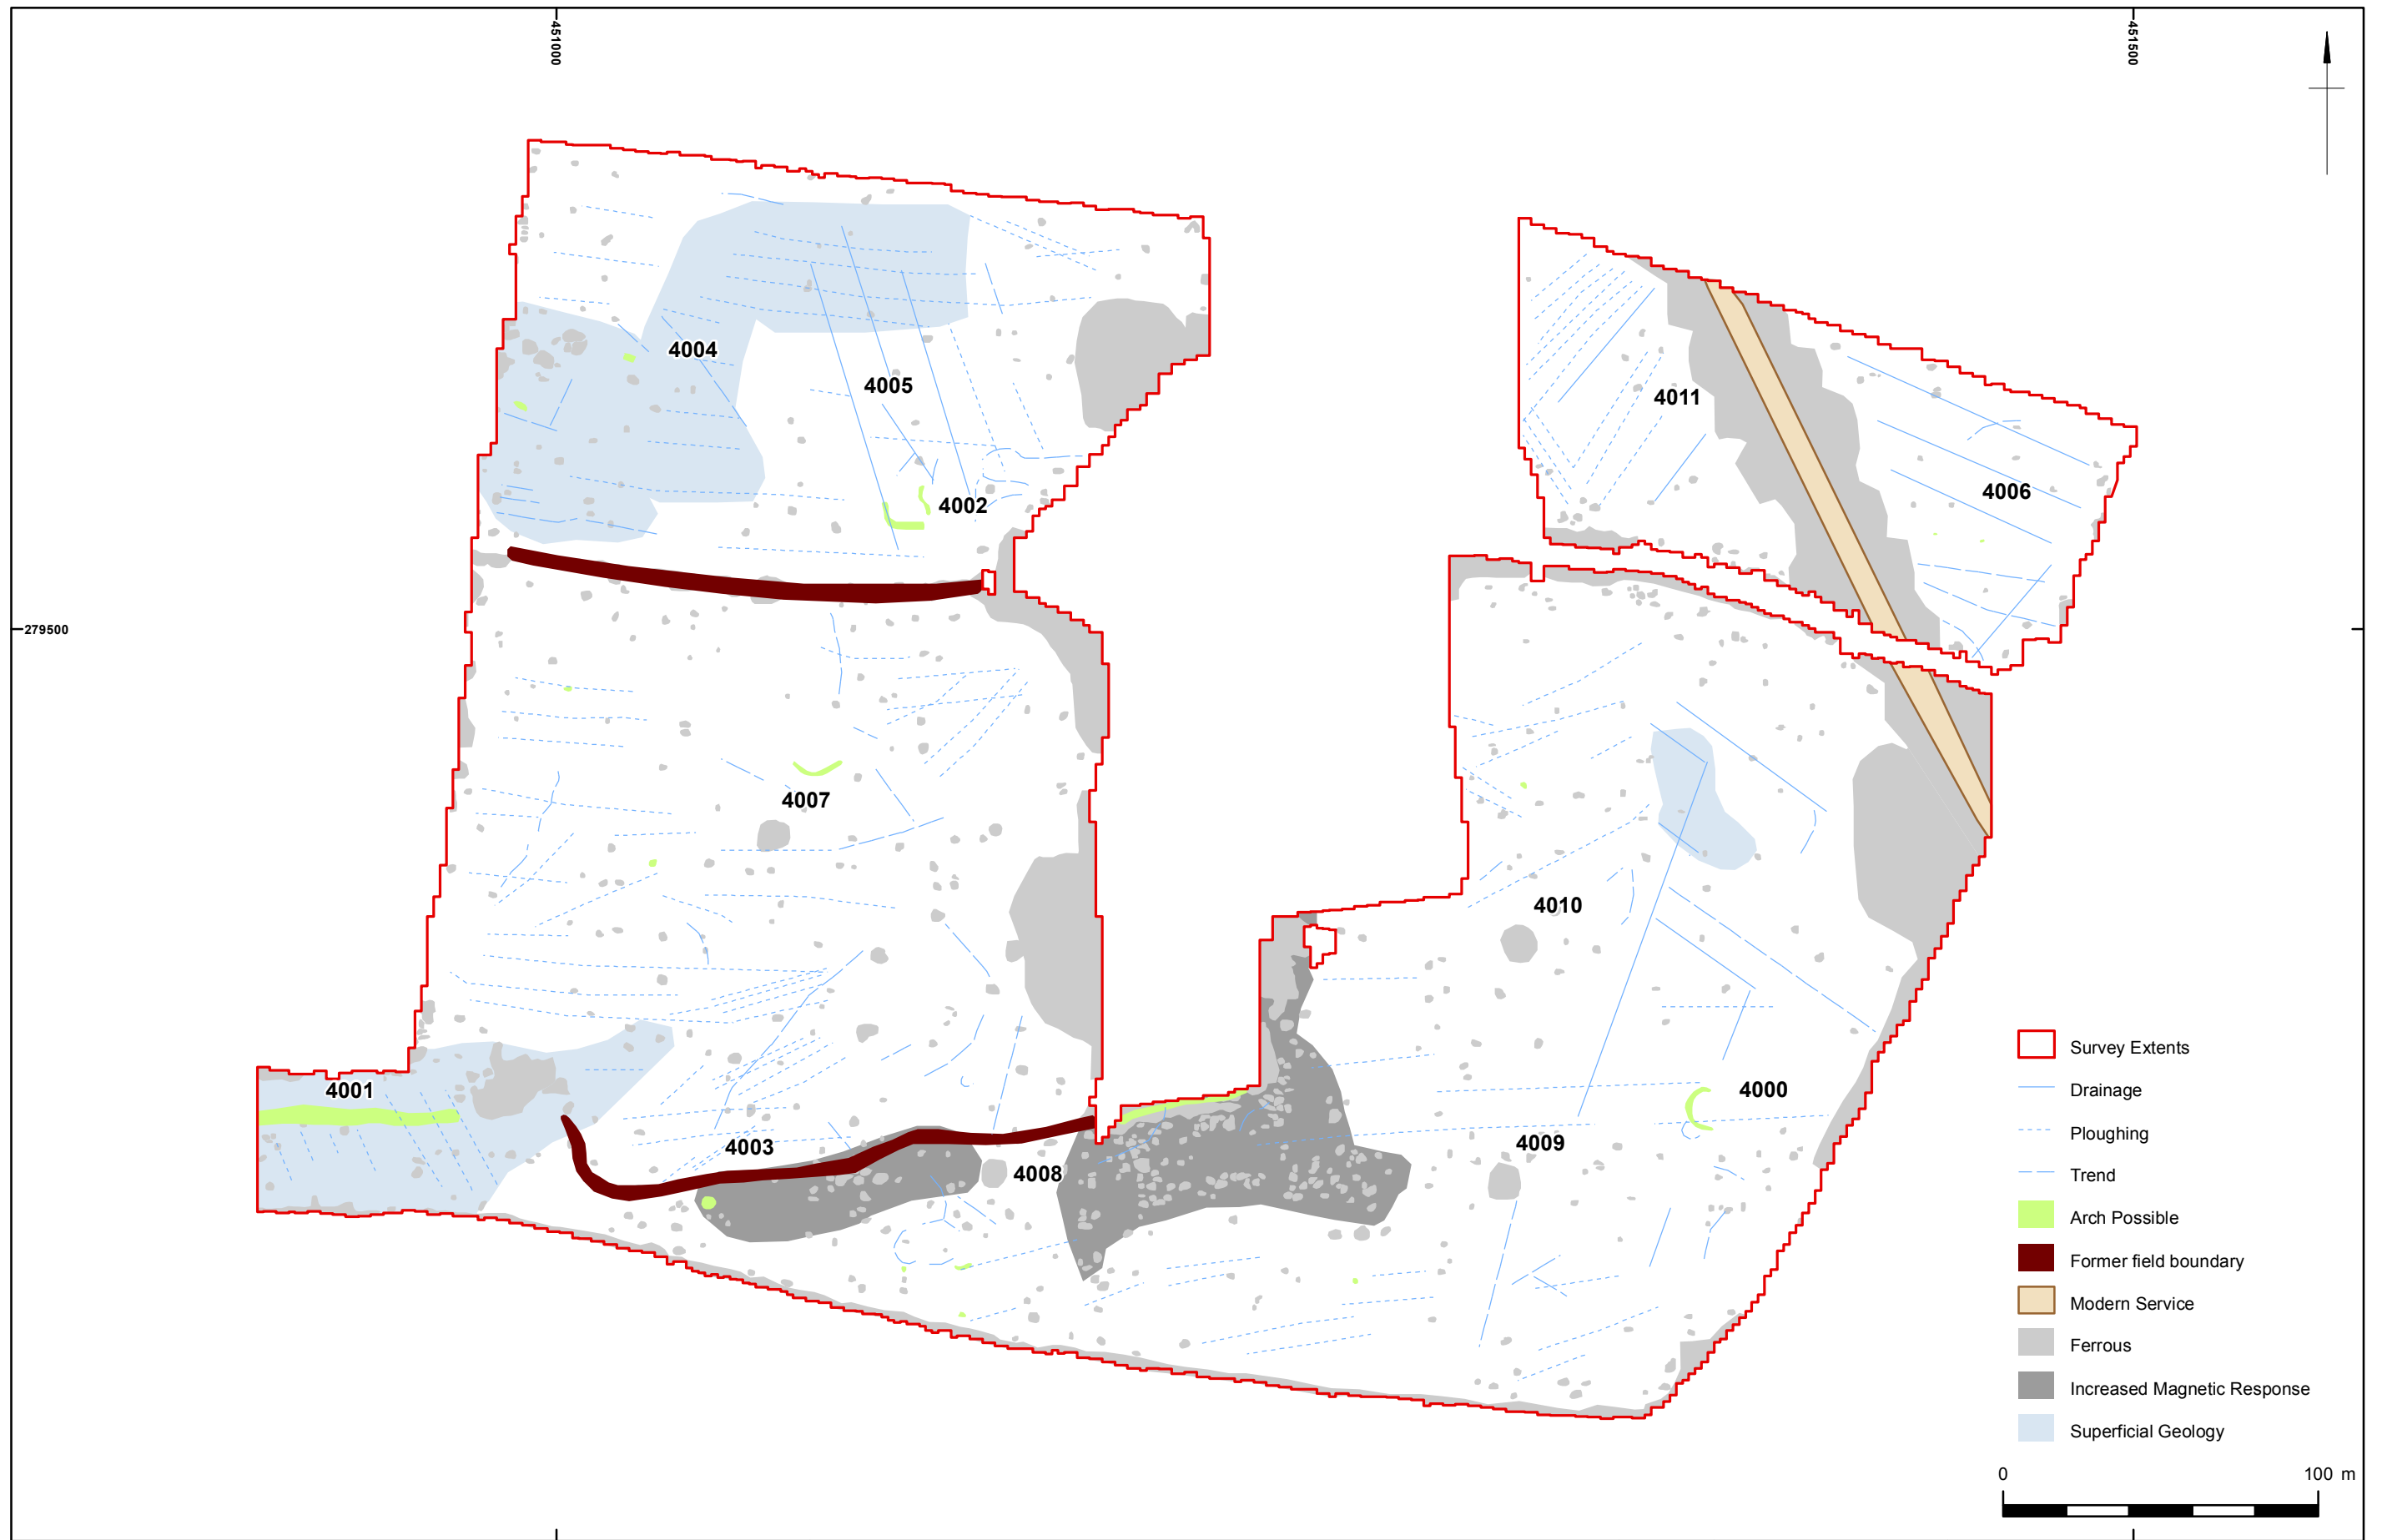 451000
451500
4004
4005
4011
4006
4002
279500
4007
4010
4001
4000
4003
4009
4008
Survey Extents
Drainage
Ploughing
Trend
Arch Possible
Former field boundary
Modern Service
Ferrous
Increased Magnetic Response
Superficial Geology
0 100 m